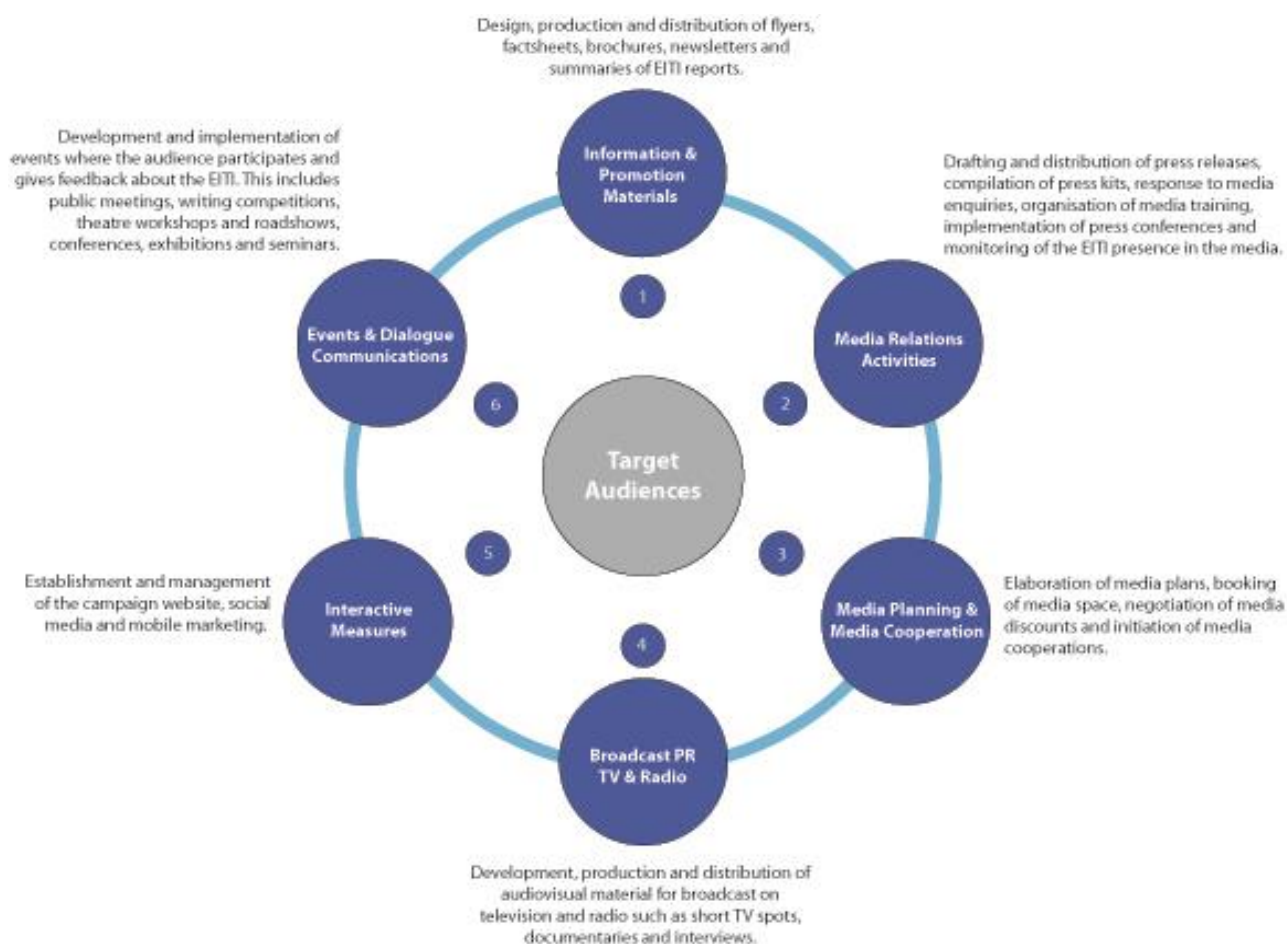 Design, production and distribution of flyers,
factsheets, brochures, newsletters and
summaries of EITI reports.
Information &
Promotion
Materials
1
Drafting and distribution of press releases,
compilation of press kits, response to media
enquiries, organisation of media training,
implementation of press conferences and
monitoring of the EITI presence in the media.
Media Relations
Activities
2
Elaboration of media plans, booking
of media space, negotiation of media
discounts and initiation of media
cooperations.
Media Planning &
Media Cooperation
3
4
Broadcast PR
TV & Radio
Development, production and distribution of
audiovisual material for broadcast on
television and radio such as short TV spots,
documentaries and interviews.
Establishment and management
of the campaign website, social
media and mobile marketing.
Interactive
Measures
5
Development and implementation of
events where the audience participates and
gives feedback about the EITI. This includes
public meetings, writing competitions,
theatre workshops and roadshows,
conferences, exhibitions and seminars.
Events & Dialogue
Communications
6
Target
Audiences